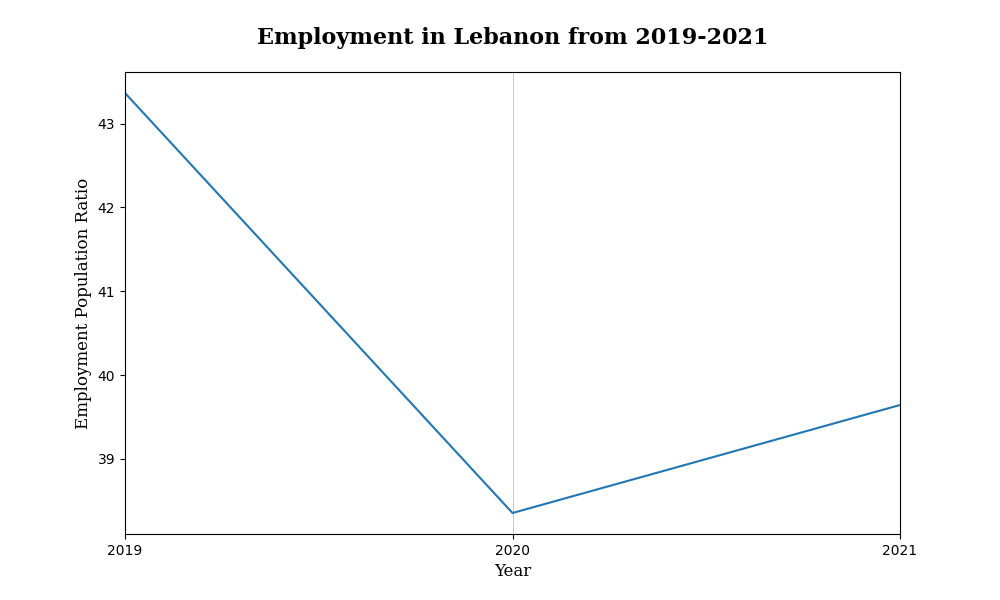 Employment in Lebanon from 2019-2021
Employment Population Ratio
43
42
41
40
39
2019 2020 2021
Year